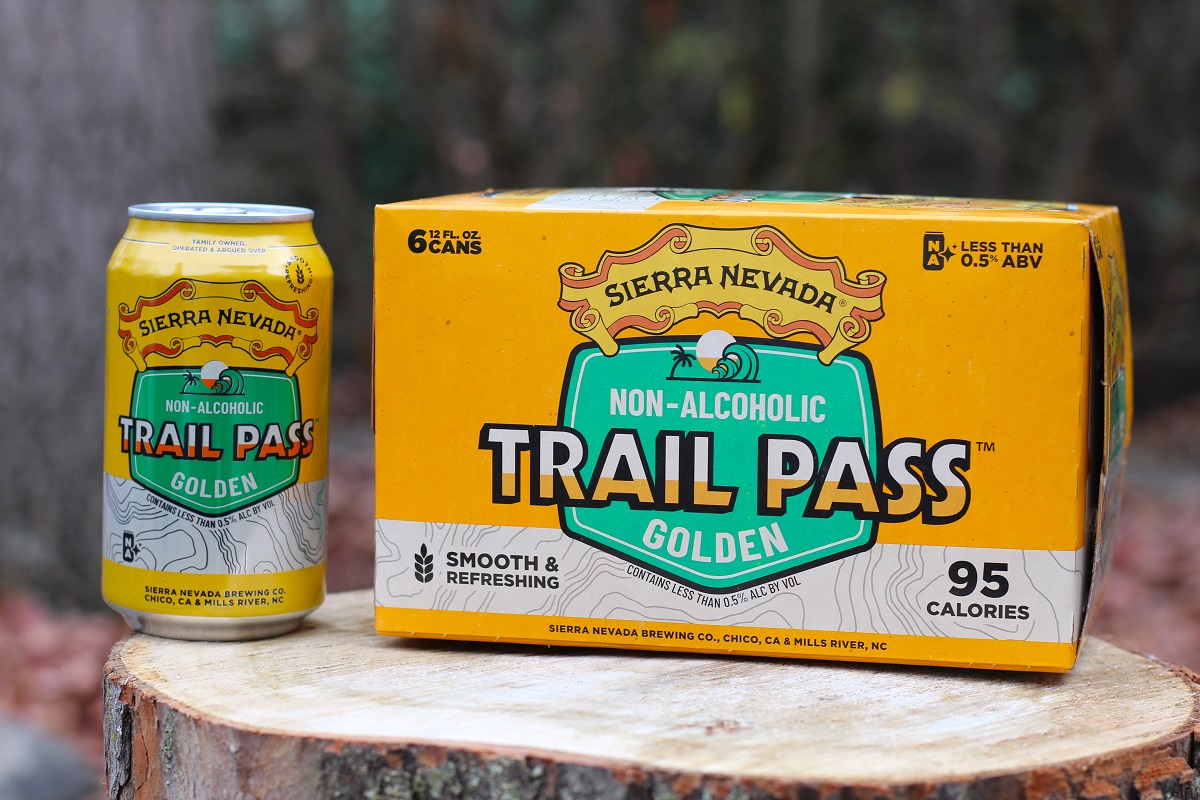 FAMILY OWNED,
OPERATED & ARGUED OVER
SMOOTH &
REFRESHING
SIERRA NEVADA®
NON-ALCOHOLIC
TRAIL PASS™
GOLDEN
CONTAINS LESS THAN 0.5% ALC BY VOL
NA
SIERRA NEVADA BREWING CO.
CHICO, CA & MILLS RIVER, NC
6 12 FL. OZ.
CANS
NA LESS THAN
0.5% ABV
SIERRA NEVADA®
NON-ALCOHOLIC
TRAIL PASS™
GOLDEN
CONTAINS LESS THAN 0.5% ALC BY VOL
SMOOTH &
REFRESHING
95
CALORIES
SIERRA NEVADA BREWING CO., CHICO, CA & MILLS RIVER, NC